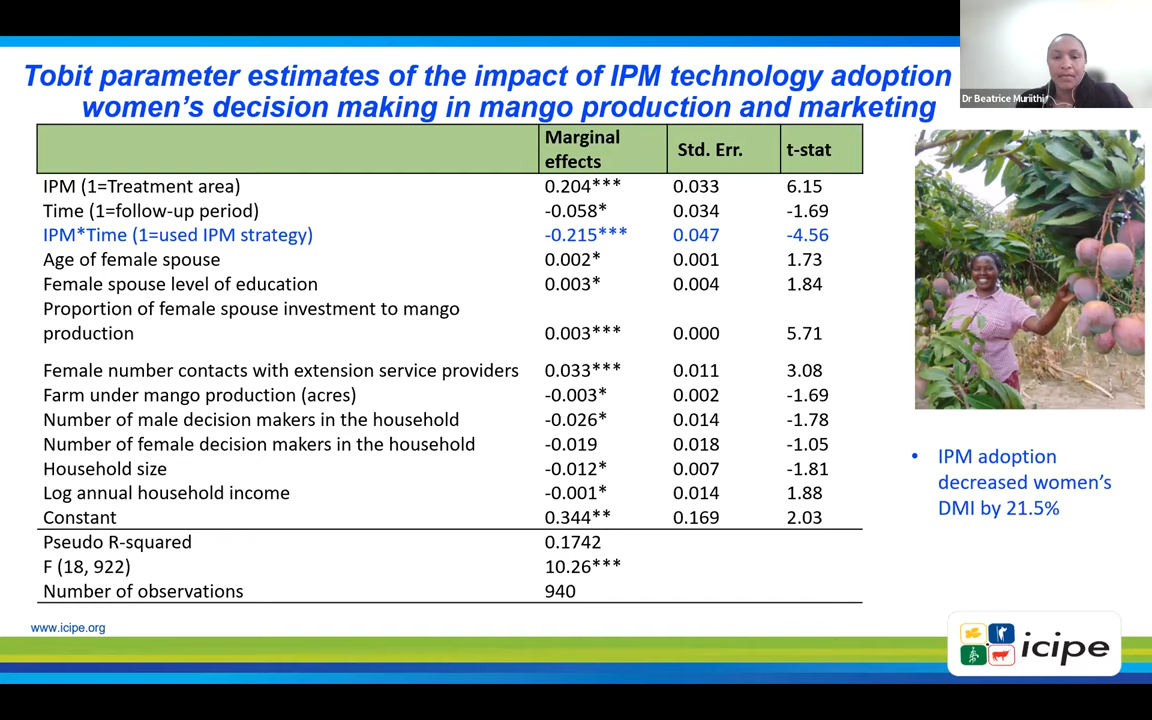 Tobit parameter estimates of the impact of IPM technology adoption
women's decision making in mango production and marketing
Dr Beatrice Muriithi
Marginal effects Std. Err. t-stat
IPM (1=Treatment area) 0.204*** 0.033 6.15
Time (1=follow-up period) -0.058* 0.034 -1.69
IPM*Time (1=used IPM strategy) -0.215*** 0.047 -4.56
Age of female spouse 0.002* 0.001 1.73
Female spouse level of education 0.003* 0.004 1.84
Proportion of female spouse investment to mango
production 0.003*** 0.000 5.71
Female number contacts with extension service providers 0.033*** 0.011 3.08
Farm under mango production (acres) -0.003* 0.002 -1.69
Number of male decision makers in the household -0.026* 0.014 -1.78
Number of female decision makers in the household -0.019 0.018 -1.05
Household size -0.012* 0.007 -1.81
Log annual household income -0.001* 0.014 1.88
Constant 0.344** 0.169 2.03
Pseudo R-squared 0.1742
F (18, 922) 10.26***
Number of observations 940
• IPM adoption
decreased women's
DMI by 21.5%
www.icipe.org
icipe